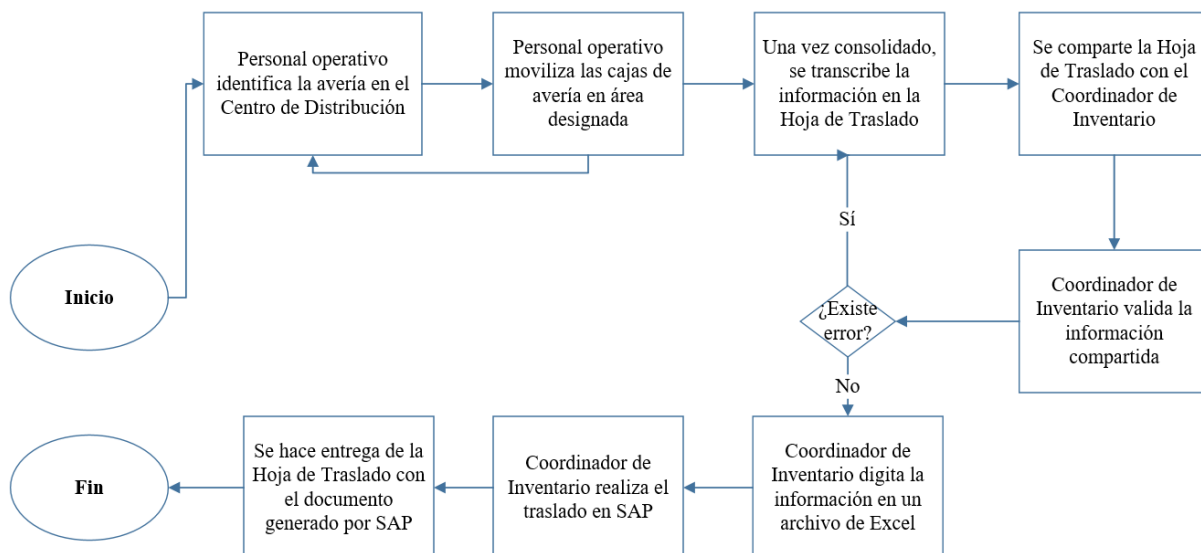 Personal operativo
identifica la avería en el
Centro de Distribución
Personal operativo
moviliza las cajas de
avería en área
designada
Una vez consolidado,
se transcribe la
información en la
Hoja de Traslado
Se comparte la Hoja
de Traslado con el
Coordinador de
Inventario
Inicio
Sí
¿Existe
error?
Coordinador de
Inventario valida la
información
compartida
No
Fin
Se hace entrega de la
Hoja de Traslado con
el documento
generado por SAP
Coordinador de
Inventario realiza el
traslado en SAP
Coordinador de
Inventario digita la
información en un
archivo de Excel